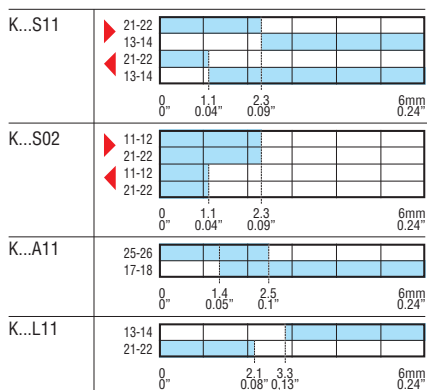 K...S11
21-22
13-14
21-22
13-14
0 1.1 2.3 6mm
0" 0.04" 0.09" 0.24"
K...S02
11-12
21-22
11-12
21-22
0 1.1 2.3 6mm
0" 0.04" 0.09" 0.24"
K...A11
25-26
17-18
0 1.4 2.5 6mm
0" 0.05" 0.1" 0.24"
K...L11
13-14
21-22
0 2.1 3.3 6mm
0" 0.08" 0.13" 0.24"